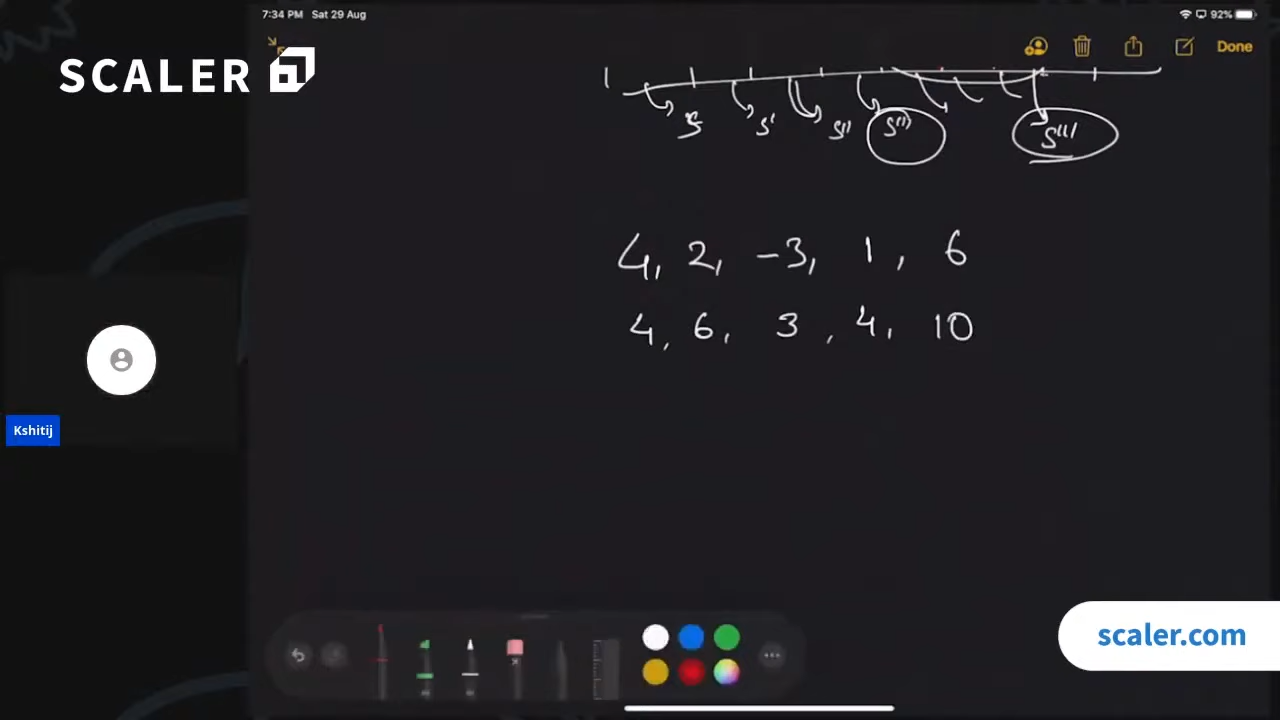 7:34 PM Sat 29 Aug
92%
SCALER
Done
S S' S'' S''' S''''
4, 2, -3, 1, 6
4, 6, 3, 4, 10
Kshitij
scaler.com